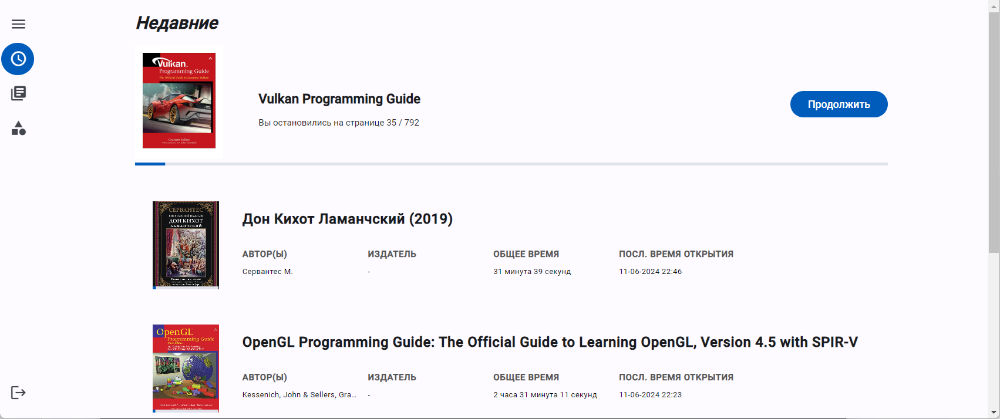 Недавние
Vulkan
Programming Guide
The Official Guide to Learning Vulkan
Graham Sellers
Vulkan Programming Guide
Вы остановились на странице 35 / 792
Продолжить
СЕРВАНТЕС
ДОН КИХОТ
ЛАМАНЧСКИЙ
Дон Кихот Ламанчский (2019)
АВТОР(Ы) ИЗДАТЕЛЬ ОБЩЕЕ ВРЕМЯ ПОСЛ. ВРЕМЯ ОТКРЫТИЯ
Сервантес М. - 31 минута 39 секунд 11-06-2024 22:46
OpenGL
Programming Guide
OpenGL Programming Guide: The Official Guide to Learning OpenGL, Version 4.5 with SPIR-V
АВТОР(Ы) ИЗДАТЕЛЬ ОБЩЕЕ ВРЕМЯ ПОСЛ. ВРЕМЯ ОТКРЫТИЯ
Kessenich, John & Sellers, Gra... - 2 часа 31 минута 11 секунд 11-06-2024 22:23